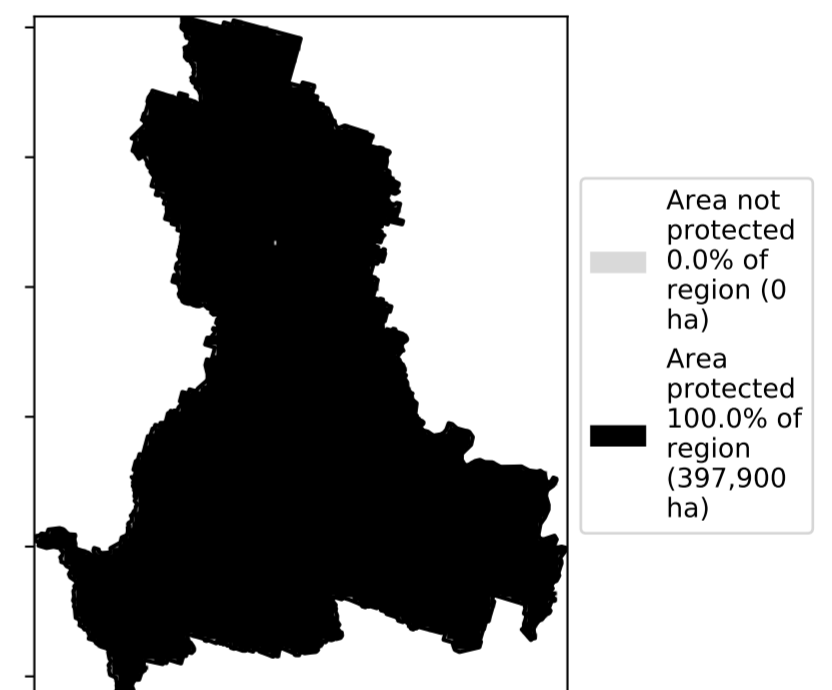 Area not
protected
0.0% of
region (0
ha)
Area
protected
100.0% of
region
(397,900
ha)